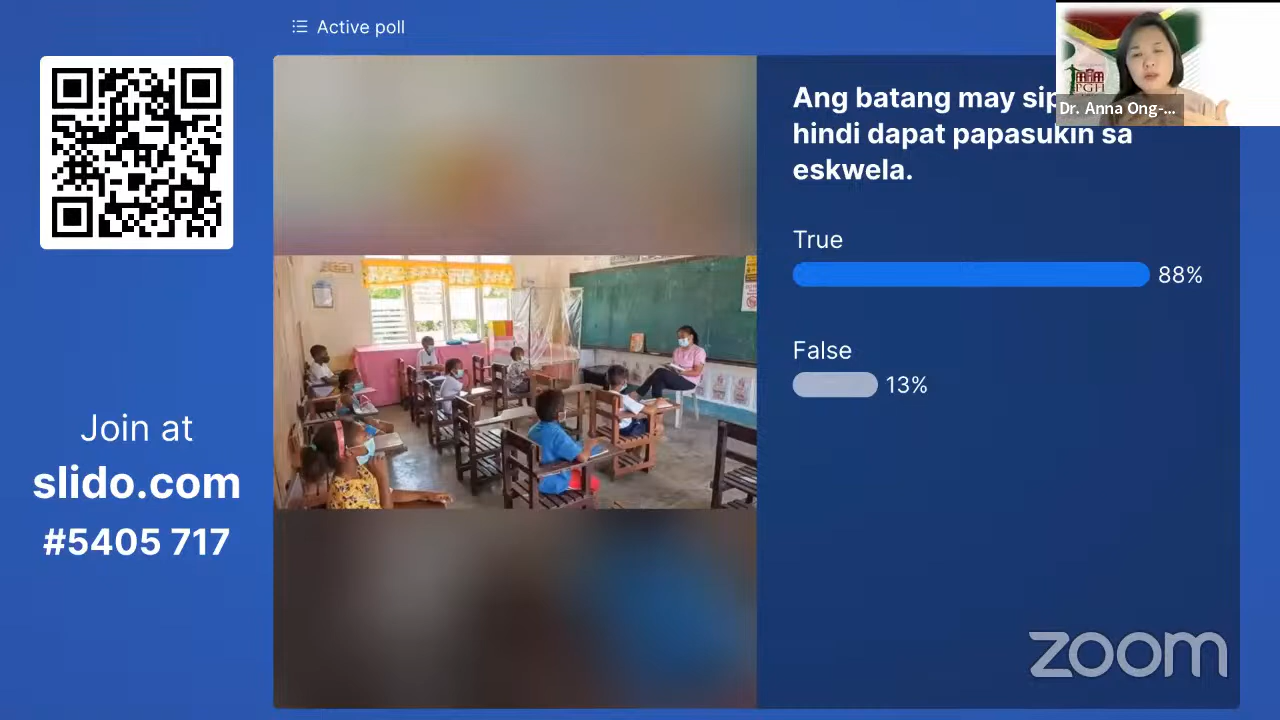 Active poll
Ang batang may
hindi dapat papasukin sa
eskwela.
True
88%
False
13%
Join at
slido.com
#5405 717
Dr. Anna Ong-...
PGH
zoom